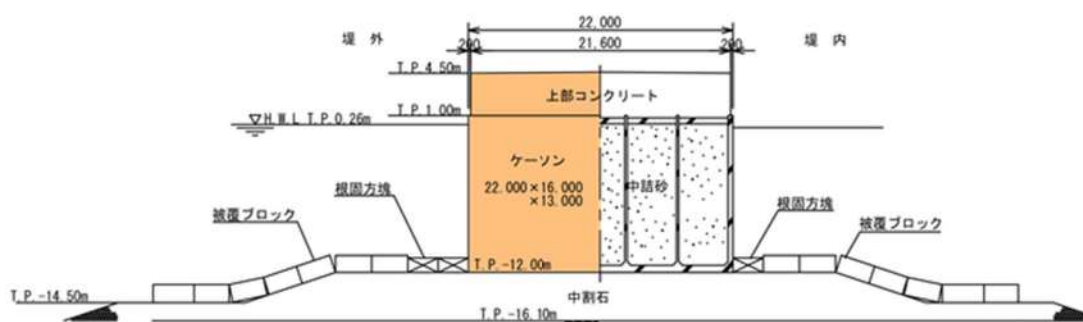 22.000
堤 外
200
21.600
200
堤 内
T.P.4.50m
上部コンクリート
T.P.1.00m
▽H.W.L T.P.0.26m
ケーソン
22.000×16.000
×13.000
中詰砂
根固方塊
被覆ブロック
根固方塊
被覆ブロック
T.P.-12.00m
T.P.-14.50m
中割石
T.P.-16.10m